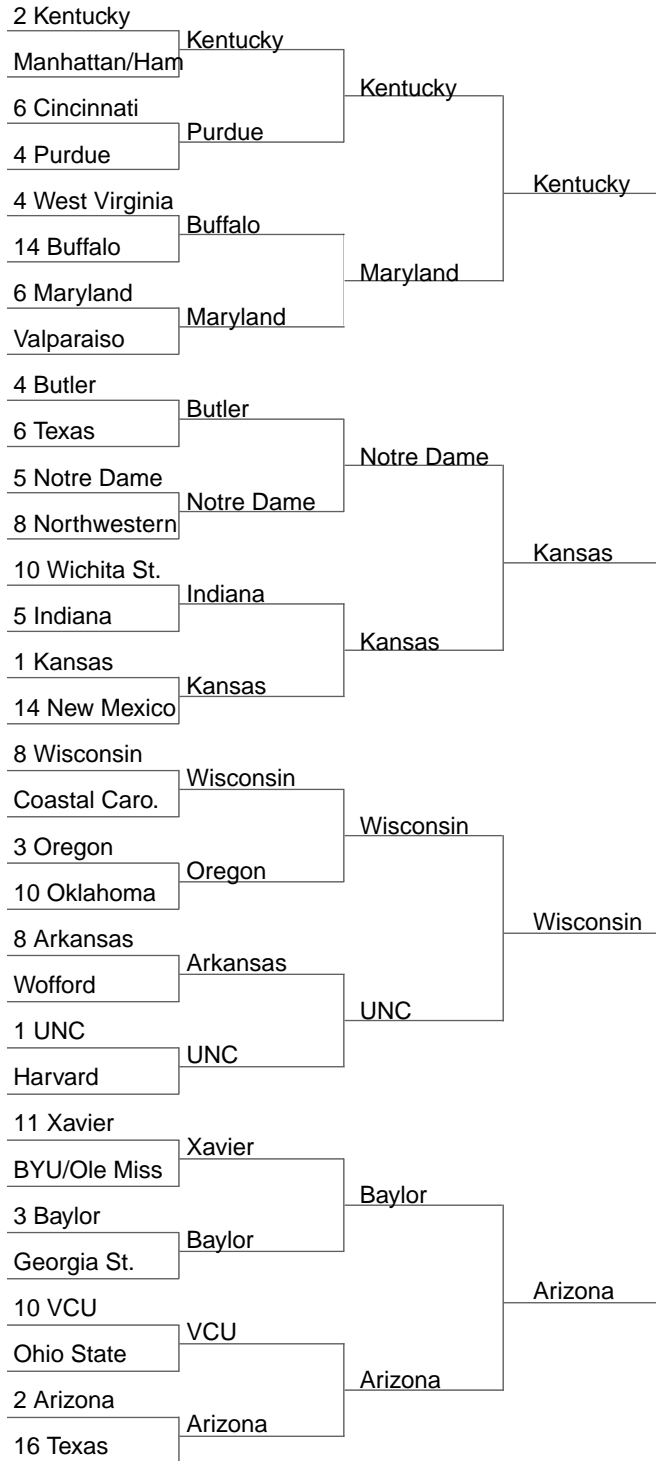 2 Kentucky
Manhattan/Ham
6 Cincinnati
4 Purdue
4 West Virginia
14 Buffalo
6 Maryland
Valparaiso
4 Butler
6 Texas
5 Notre Dame
8 Northwestern
10 Wichita St.
5 Indiana
1 Kansas
14 New Mexico
8 Wisconsin
Coastal Caro.
3 Oregon
10 Oklahoma
8 Arkansas
Wofford
1 UNC
Harvard
11 Xavier
BYU/Ole Miss
3 Baylor
Georgia St.
10 VCU
Ohio State
2 Arizona
16 Texas
Kentucky
Purdue
Buffalo
Maryland
Butler
Notre Dame
Indiana
Kansas
Wisconsin
Oregon
Arkansas
UNC
Xavier
Baylor
VCU
Arizona
Kentucky
Maryland
Notre Dame
Kansas
Wisconsin
UNC
Baylor
Arizona
Kentucky
Kansas
Wisconsin
Arizona